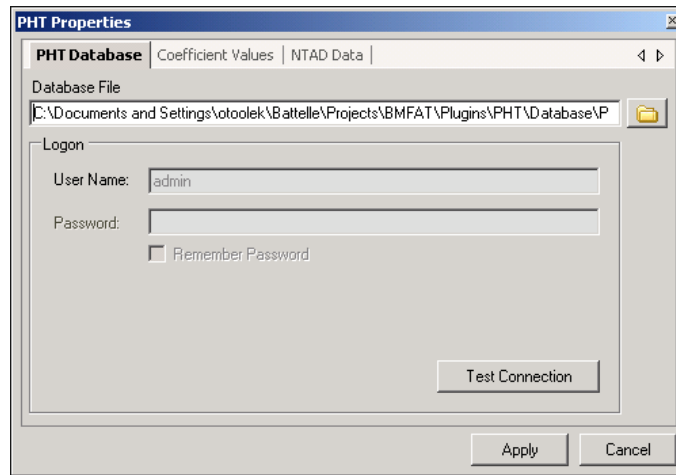 PHT Properties
PHT Database Coefficient Values NTAD Data
Database File
C:\Documents and Settings\otoolek\Battelle\Projects\BMFAT\Plugins\PHT\Database\P
Logon
User Name: admin
Password:
Remember Password
Test Connection
Apply Cancel